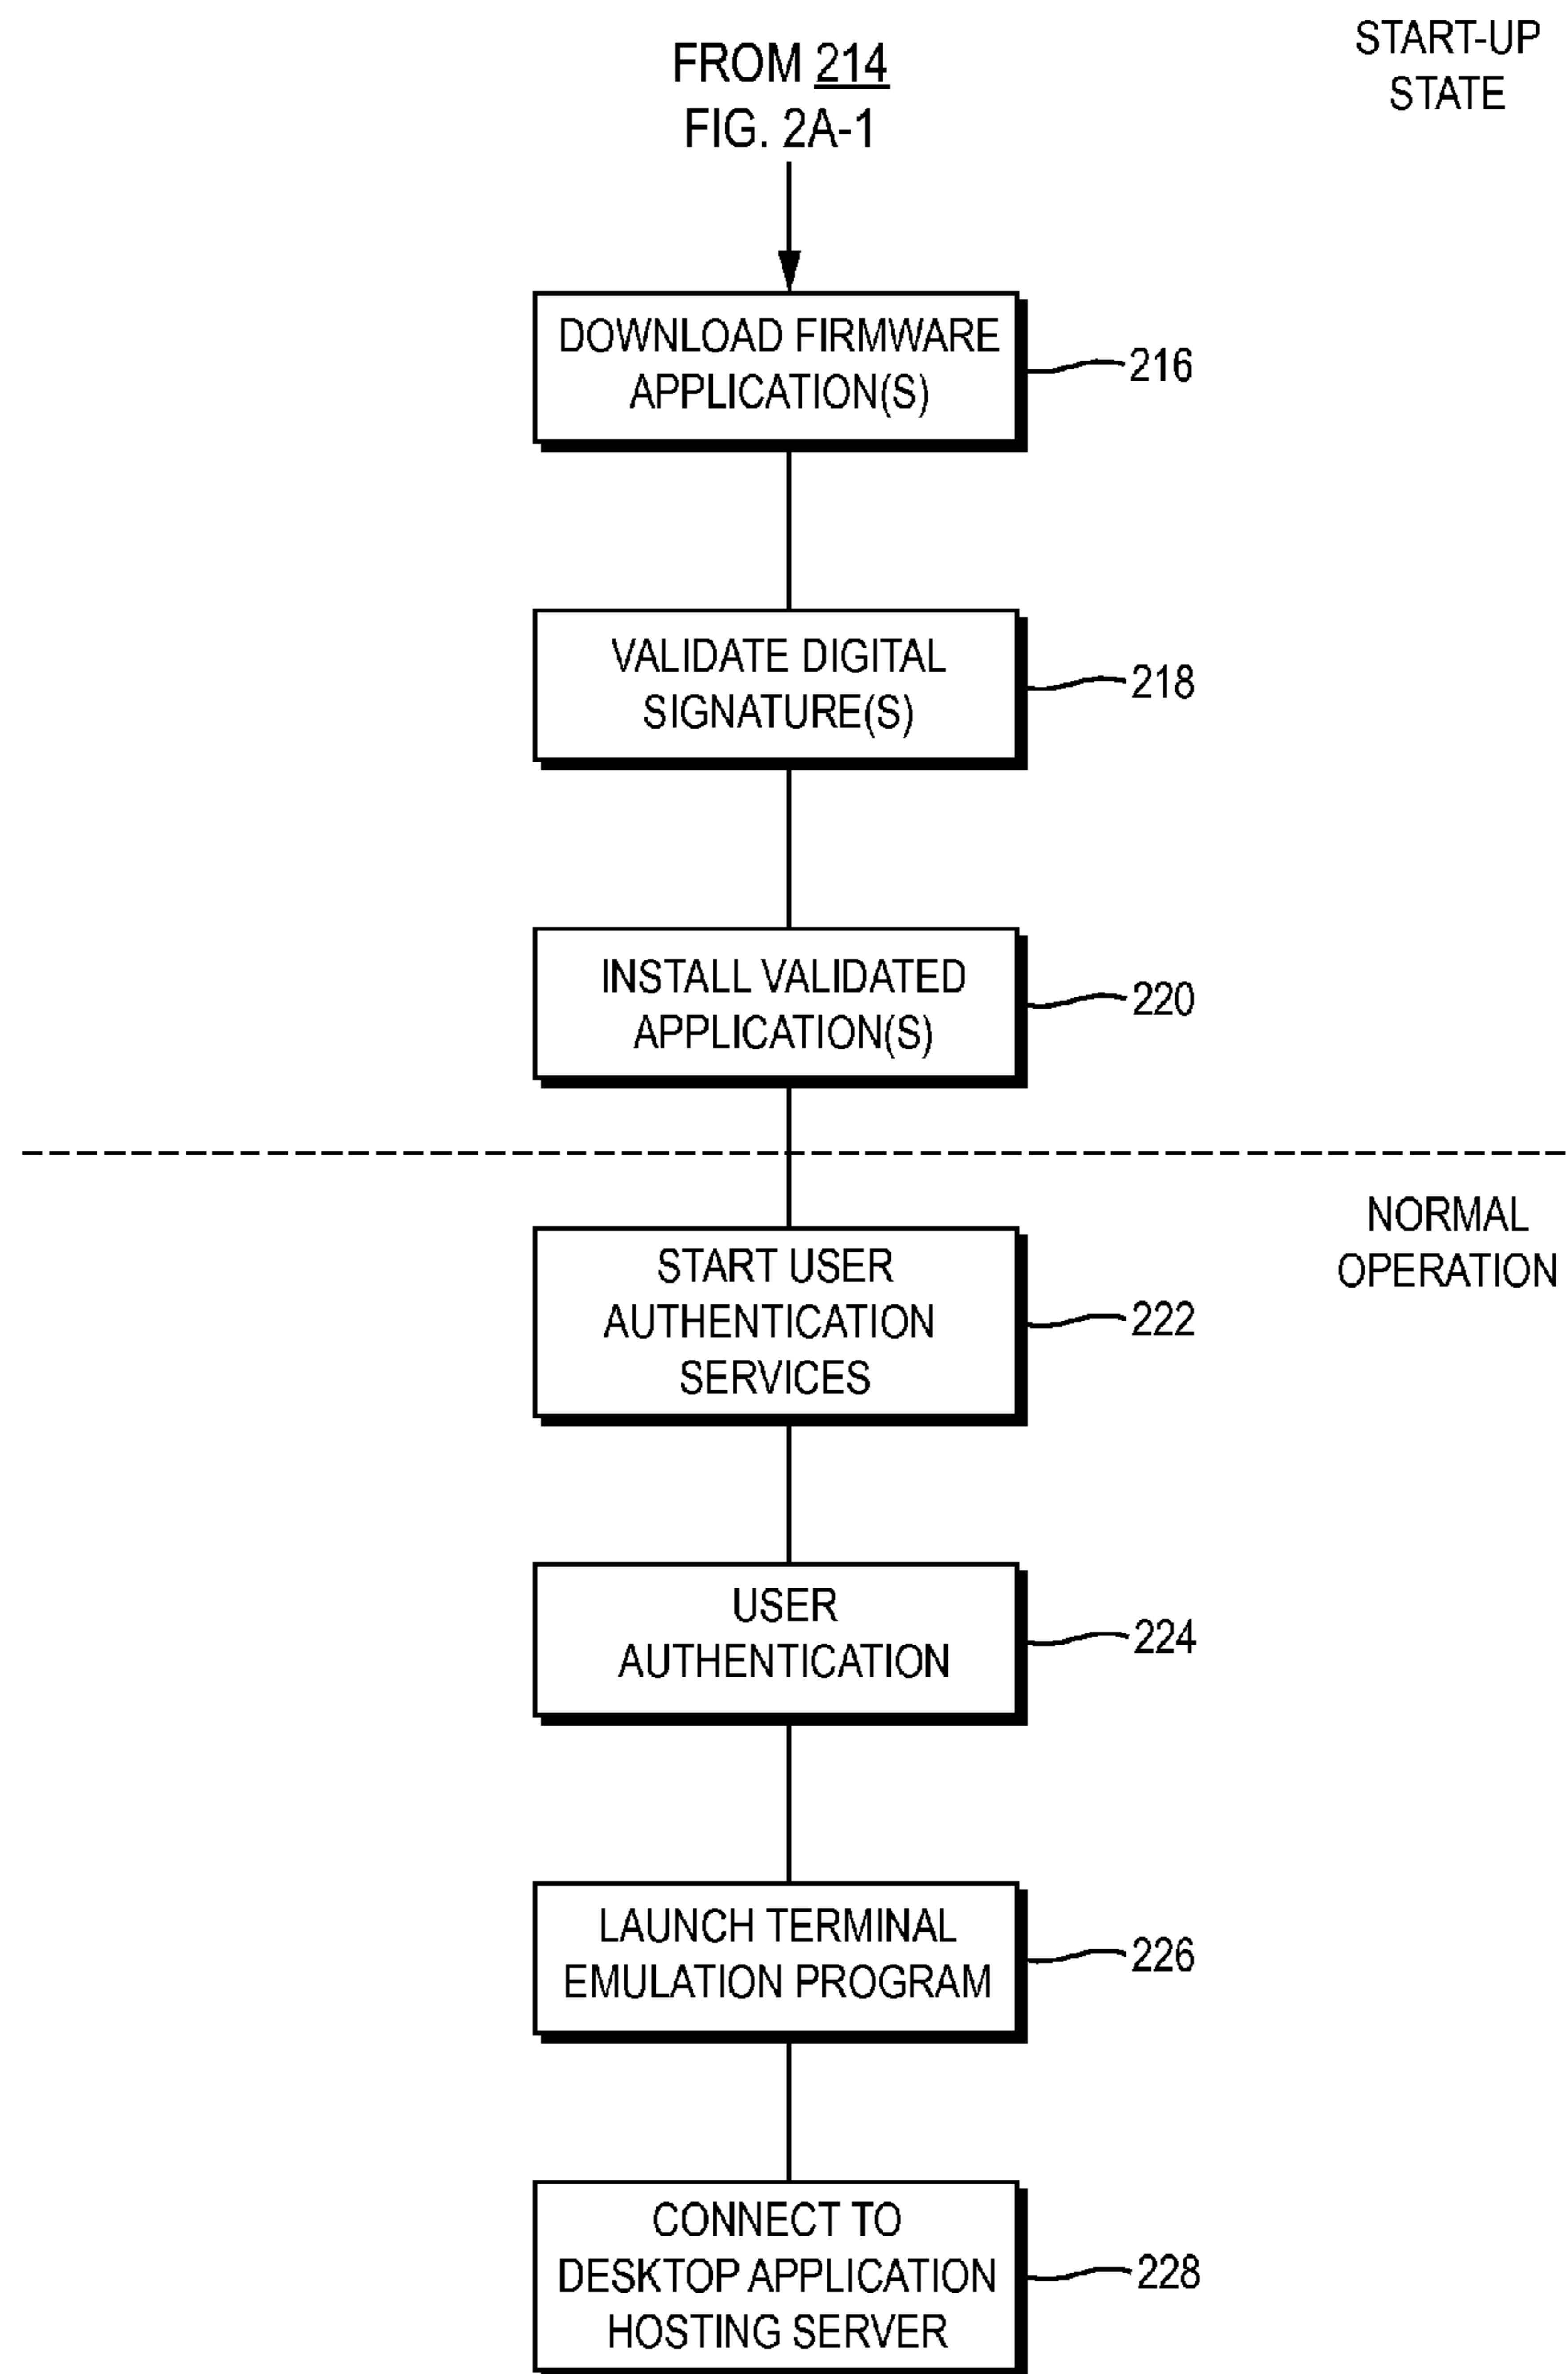 START-UP
STATE
FROM 214
FIG. 2A-1
DOWNLOAD FIRMWARE
APPLICATION(S)
216
VALIDATE DIGITAL
SIGNATURE(S)
218
INSTALL VALIDATED
APPLICATION(S)
220
NORMAL
OPERATION
START USER
AUTHENTICATION
SERVICES
222
USER
AUTHENTICATION
224
LAUNCH TERMINAL
EMULATION PROGRAM
226
CONNECT TO
DESKTOP APPLICATION
HOSTING SERVER
228